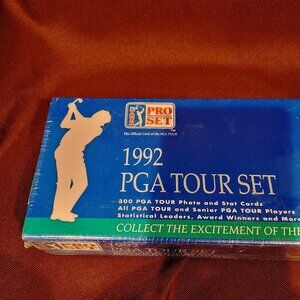 PRO
SET
The Official Card of the PGA TOUR
1992
PGA TOUR SET
300 PGA TOUR Photo and Stat Cards
All PGA TOUR and Senior PGA TOUR Players
Statistical Leaders, Award Winners and More
COLLECT THE EXCITEMENT OF THE